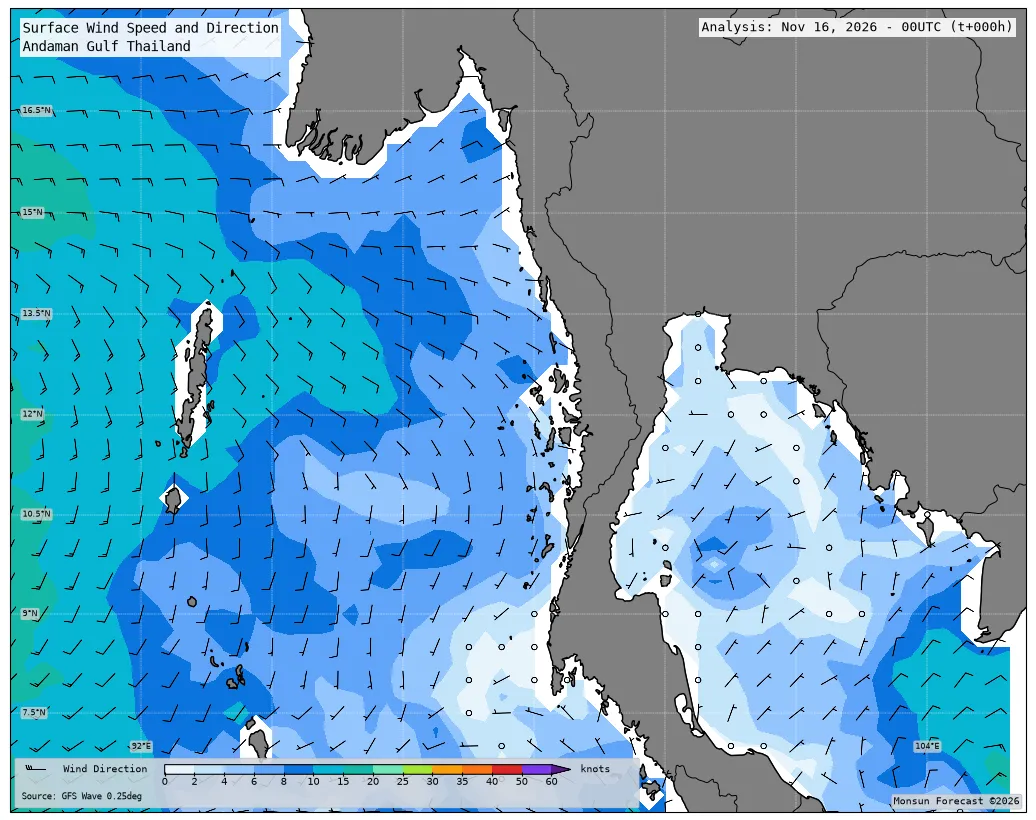 Surface Wind Speed and Direction
Andaman Gulf Thailand
Analysis: Nov 16, 2026 - 00UTC (t+000h)
16.5°N
15°N
13.5°N
12°N
10.5°N
9°N
7.5°N
92°E
104°E
Wind Direction
0 2 4 6 8 10 15 20 25 30 35 40 50 60
knots
Source: GFS Wave 0.25deg
Monsun Forecast ©2026